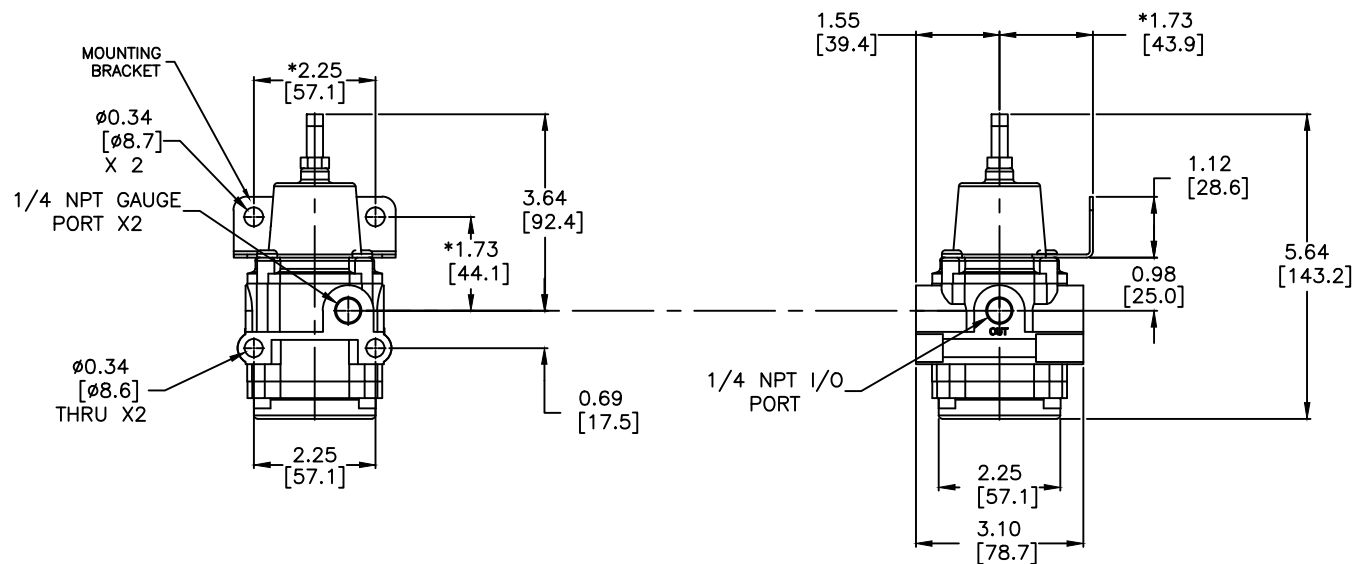 MOUNTING
BRACKET
*2.25
[57.1]
ø0.34
[ø8.7]
X 2
1/4 NPT GAUGE
PORT X2
3.64
[92.4]
*1.73
[44.1]
ø0.34
[ø8.6]
THRU X2
0.69
[17.5]
2.25
[57.1]
1.55
[39.4]
*1.73
[43.9]
1.12
[28.6]
5.64
[143.2]
0.98
[25.0]
1/4 NPT I/O
PORT
2.25
[57.1]
3.10
[78.7]